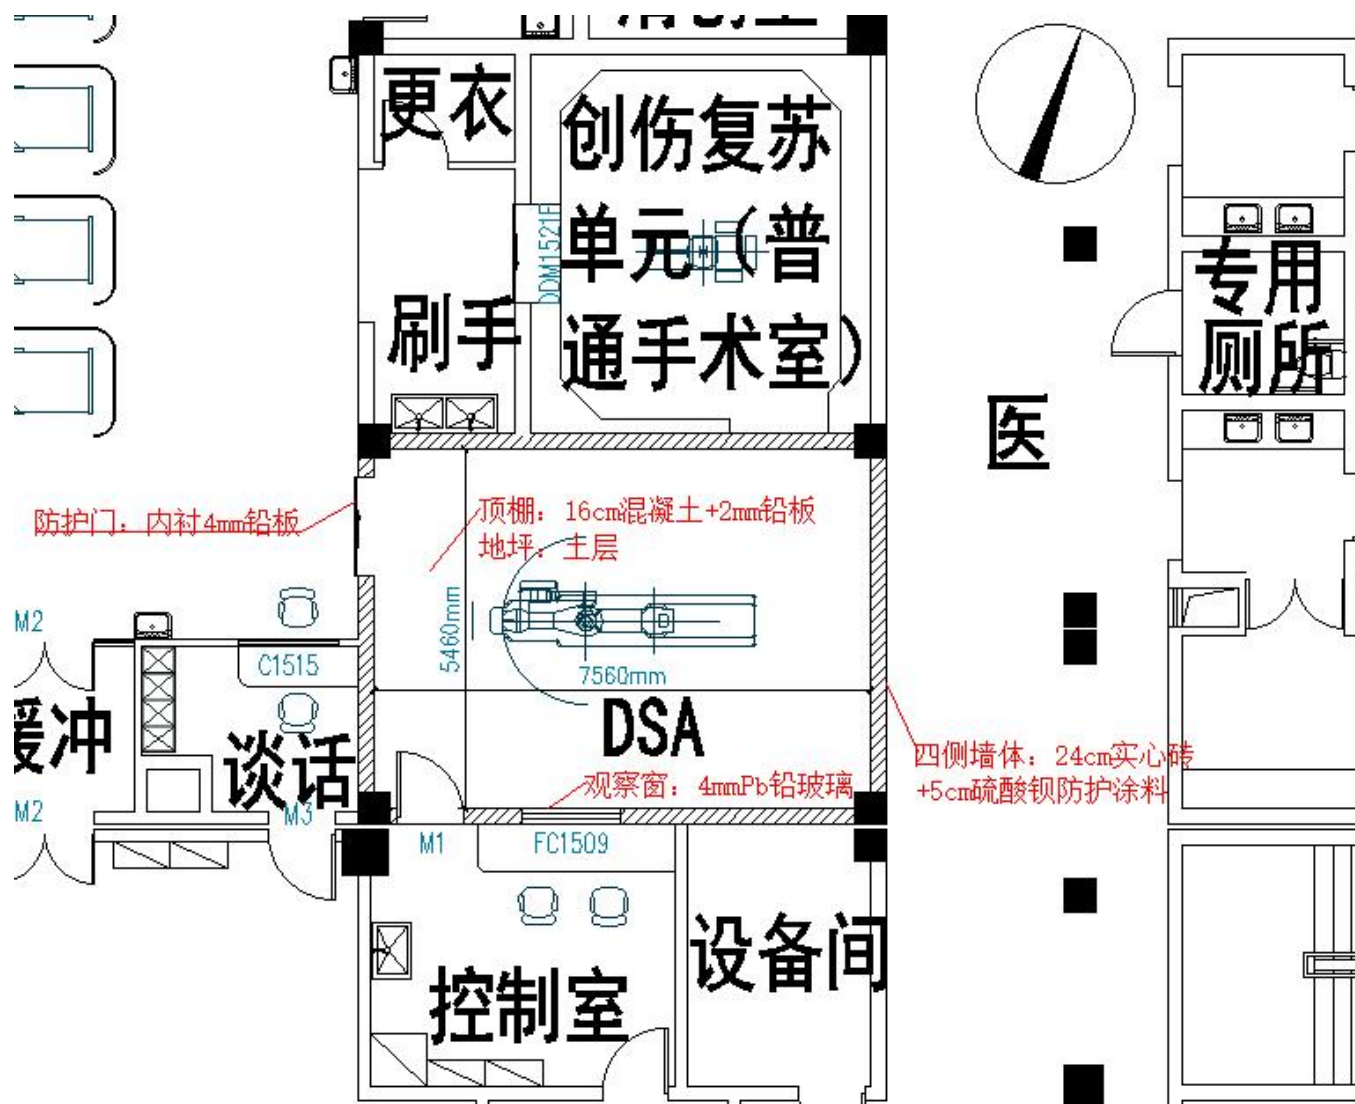 更衣
创伤复苏
单元（普
通手术室）
DDM1521F
刷手
专用
厕所
医
防护门：内衬4mm铅板
顶棚：16cm混凝土+2mm铅板
地坪：土层
5460mm
7560mm
DSA
M2
C1515
缓冲
谈话
M2
M3
四侧墙体：24cm实心砖
+5cm硫酸钡防护涂料
观察窗：4mmPb铅玻璃
M1
FC1509
控制室
设备间